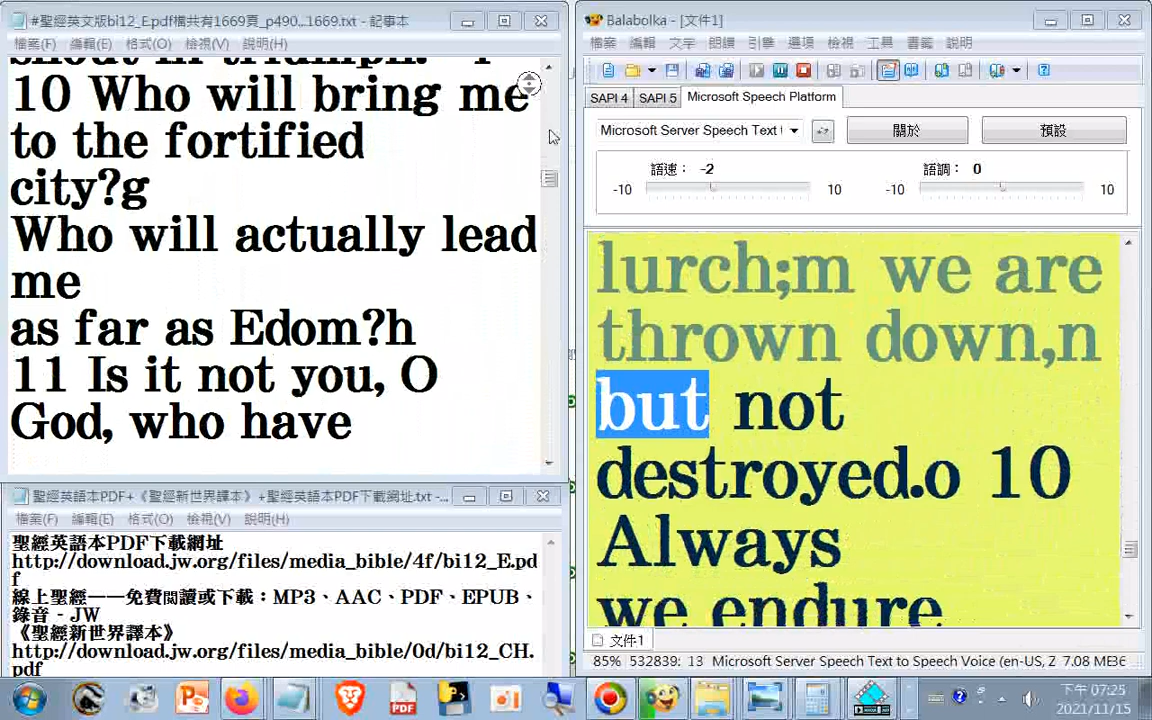 #聖經英文版bi12_E.pdf檔共有1669頁_p490,..1669.txt - 記事本
檔案(F) 編輯(E) 格式(O) 檢視(V) 說明(H)
10 Who will bring me
to the fortified
city?g
Who will actually lead
me
as far as Edom?h
11 Is it not you, O
God, who have
聖經英語本PDF+《聖經新世界譯本》+聖經英語本PDF下載網址.txt -...
檔案(F) 編輯(E) 格式(O) 檢視(V) 說明(H)
聖經英語本PDF下載網址
http://download.jw.org/files/media_bible/4f/bi12_E.pd
f
線上聖經——免費閱讀或下載：MP3、AAC、PDF、EPUB、
錄音 - JW
《聖經新世界譯本》
http://download.jw.org/files/media_bible/0d/bi12_CH.
pdf
Balabolka - [文件1]
檔案 編輯 文字 朗讀 引擎 選項 檢視 工具 書籤 說明
SAPI 4 SAPI 5 Microsoft Speech Platform
Microsoft Server Speech Text 關於 預設
語速： -2 語調： 0
-10 10 -10 10
lurch;m we are
thrown down,n
but not
destroyed.o 10
Always
we endure
文件1
85% 532839: 13 Microsoft Server Speech Text to Speech Voice (en-US, Z 7.08 MB
下午 07:25
2021/11/15